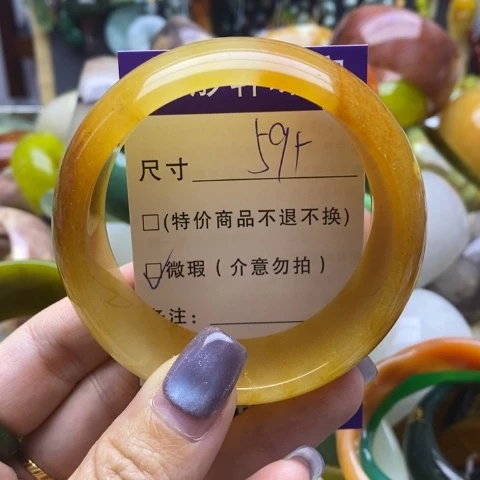 尺寸 59+
□(特价商品不退不换)
☑微瑕(介意勿拍)
注: